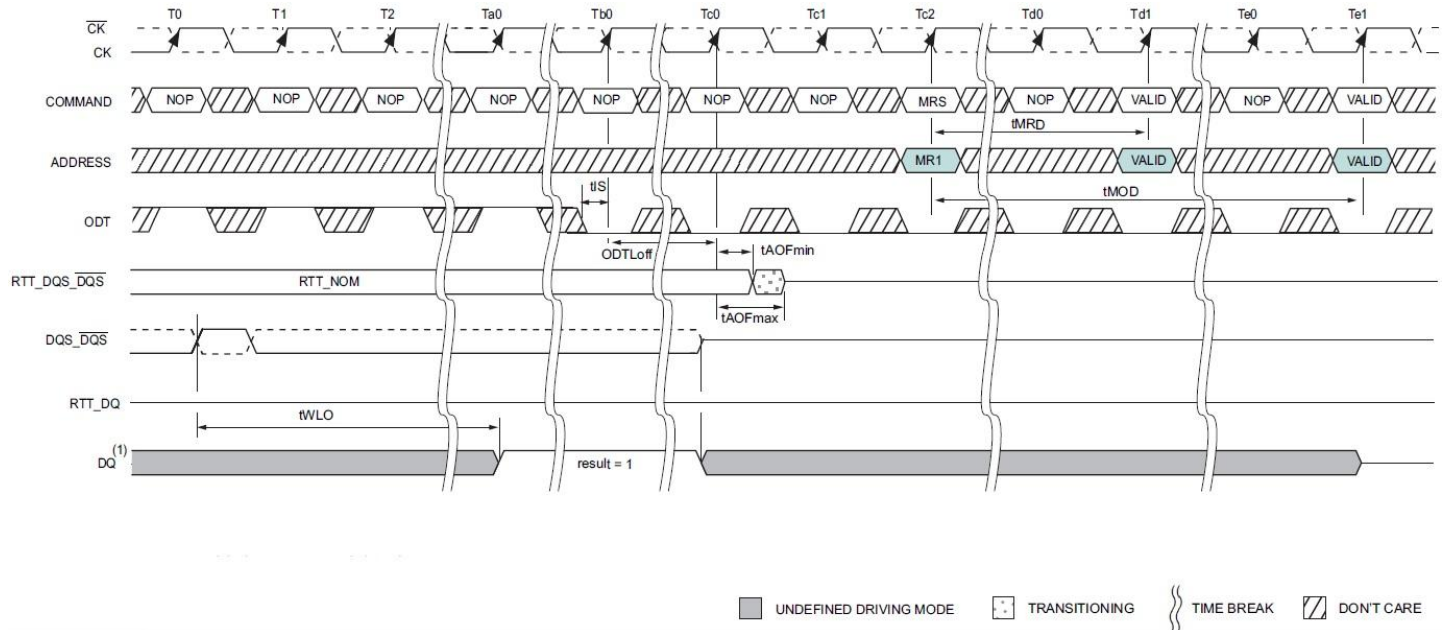 T0 T1 T2 Ta0 Tb0 Tc0 Tc1 Tc2 Td0 Td1 Te0 Te1
CK
CK
COMMAND NOP NOP NOP NOP NOP NOP NOP MRS NOP VALID NOP VALID
tMRD
ADDRESS MR1 VALID VALID
tIS
tMOD
ODT
ODTLoff
tAOFmin
RTT_DQS_DQS RTT_NOM
tAOFmax
DQS_DQS
RTT_DQ
tWLO
DQ(1) result = 1
UNDEFINED DRIVING MODE TRANSITIONING TIME BREAK DON'T CARE